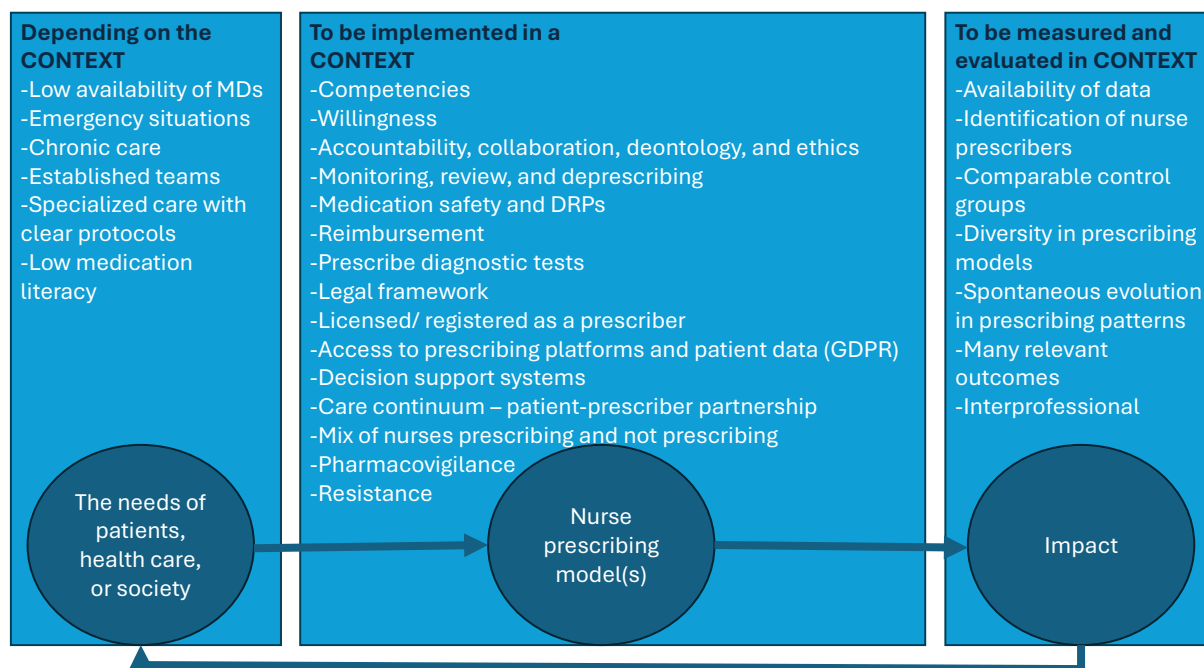 Depending on the
CONTEXT
-Low availability of MDs
-Emergency situations
-Chronic care
-Established teams
-Specialized care with
clear protocols
-Low medication
literacy
The needs of
patients,
health care,
or society
To be implemented in a
CONTEXT
-Competencies
-Willingness
-Accountability, collaboration, deontology, and ethics
-Monitoring, review, and deprescribing
-Medication safety and DRPs
-Reimbursement
-Prescribe diagnostic tests
-Legal framework
-Licensed/ registered as a prescriber
-Access to prescribing platforms and patient data (GDPR)
-Decision support systems
-Care continuum – patient-prescriber partnership
-Mix of nurses prescribing and not prescribing
-Pharmacovigilance
-Resistance
Nurse
prescribing
model(s)
To be measured and
evaluated in CONTEXT
-Availability of data
-Identification of nurse
prescribers
-Comparable control
groups
-Diversity in prescribing
models
-Spontaneous evolution
in prescribing patterns
-Many relevant
outcomes
-Interprofessional
Impact